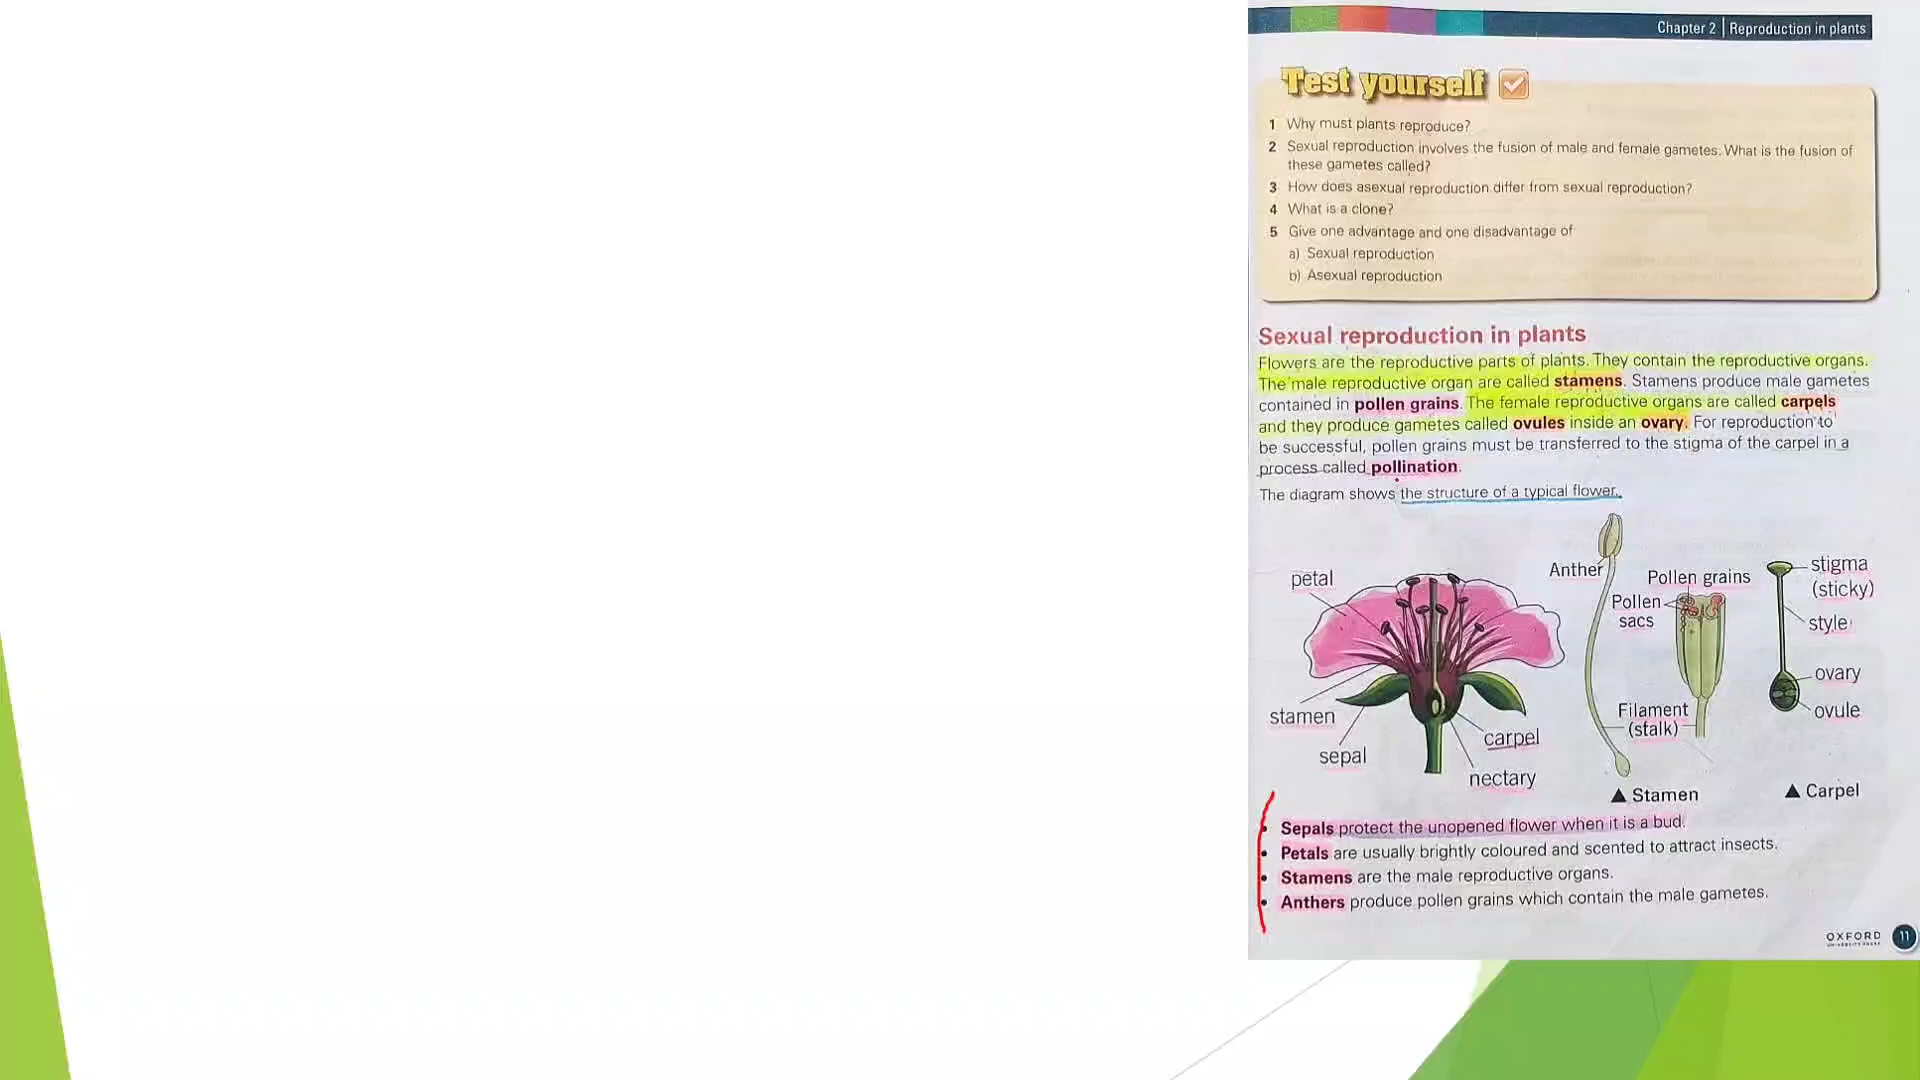 Chapter 2 | Reproduction in plants
Test yourself
1 Why must plants reproduce?
2 Sexual reproduction involves the fusion of male and female gametes. What is the fusion of
these gametes called?
3 How does asexual reproduction differ from sexual reproduction?
4 What is a clone?
5 Give one advantage and one disadvantage of
a) Sexual reproduction
b) Asexual reproduction
Sexual reproduction in plants
Flowers are the reproductive parts of plants. They contain the reproductive organs.
The male reproductive organ are called stamens. Stamens produce male gametes
contained in pollen grains. The female reproductive organs are called carpels
and they produce gametes called ovules inside an ovary. For reproduction to
be successful, pollen grains must be transferred to the stigma of the carpel in a
process called pollination.
The diagram shows the structure of a typical flower.
petal
stamen
sepal
carpel
nectary
Anther
Pollen grains
Pollen
sacs
Filament
(stalk)
▲ Stamen
stigma
(sticky)
style
ovary
ovule
▲ Carpel
• Sepals protect the unopened flower when it is a bud.
• Petals are usually brightly coloured and scented to attract insects.
• Stamens are the male reproductive organs.
• Anthers produce pollen grains which contain the male gametes.
OXFORD
UNIVERSITY PRESS
11